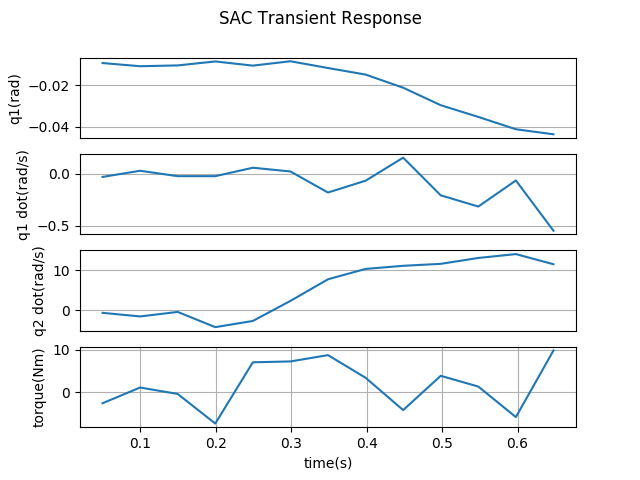 SAC Transient Response
q1(rad)
−0.02
−0.04
q1 dot(rad/s)
0.0
−0.5
q2 dot(rad/s)
10
0
torque(Nm)
10
0
0.1 0.2 0.3 0.4 0.5 0.6
time(s)